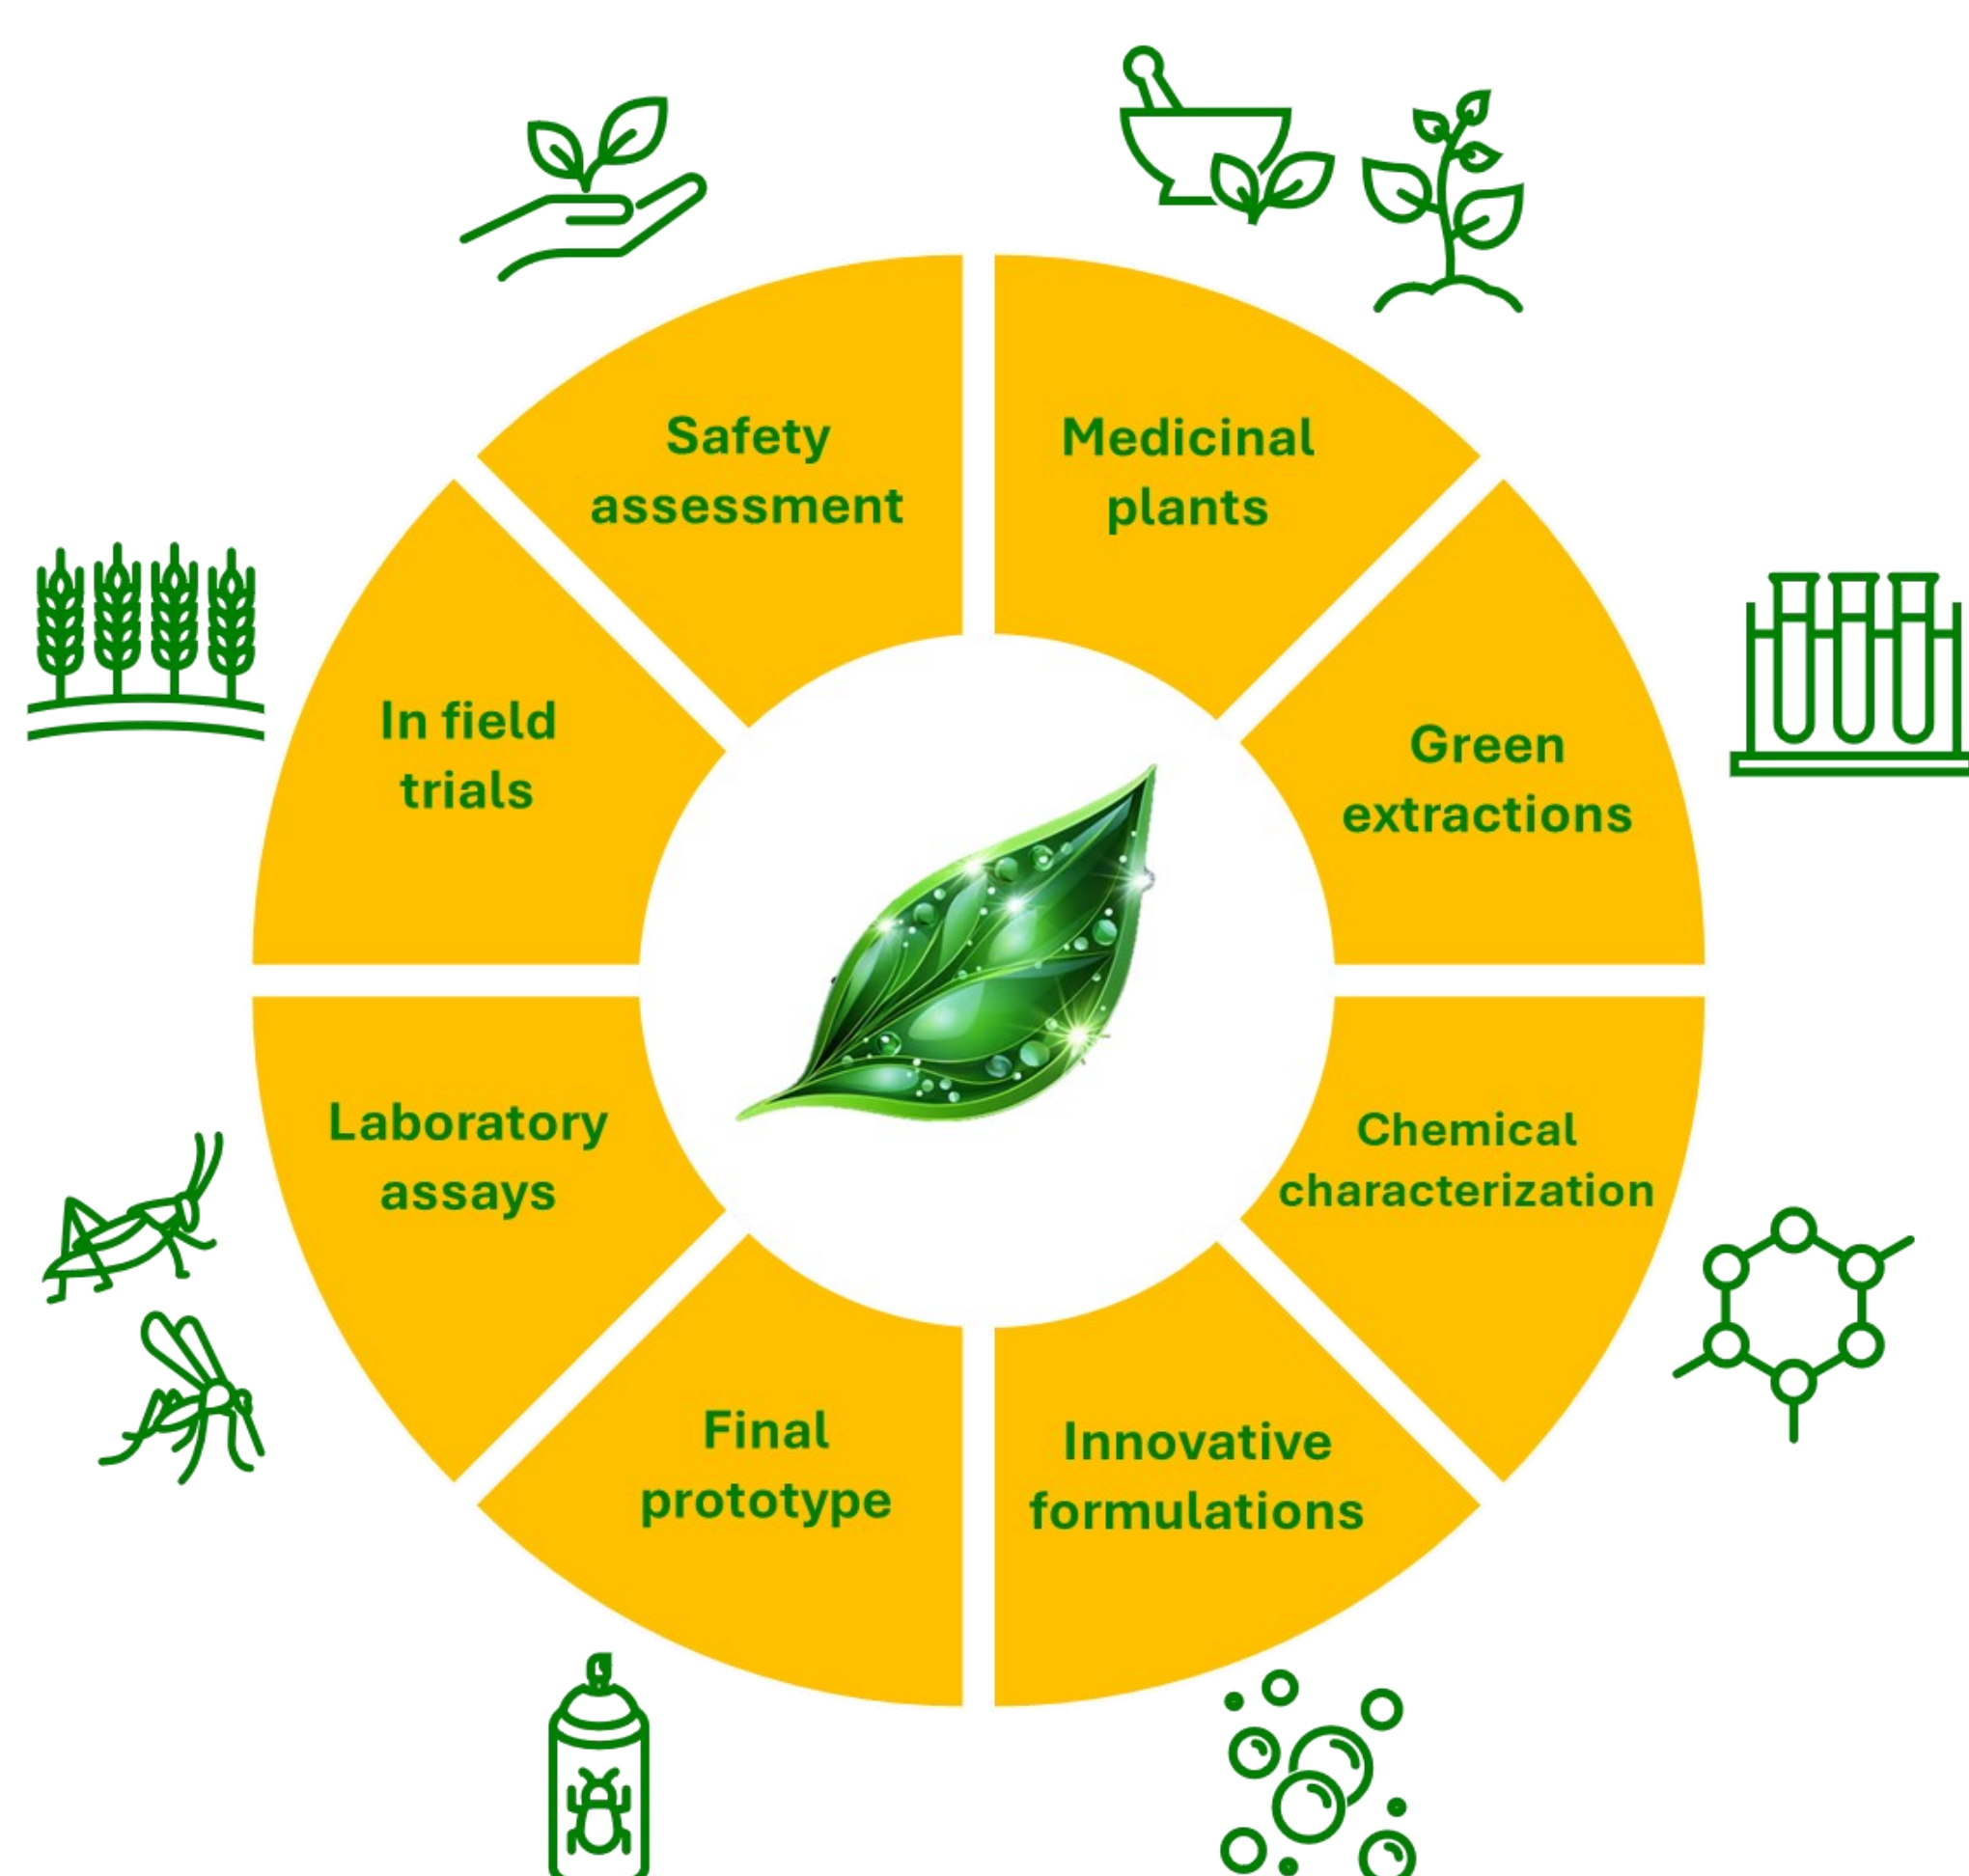 Safety
assessment
Medicinal
plants
Green
extractions
Chemical
characterization
Innovative
formulations
Final
prototype
Laboratory
assays
In field
trials